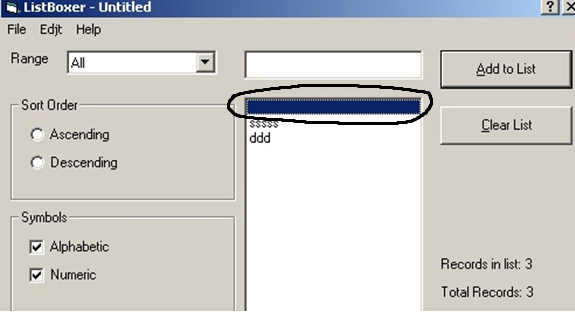 ListBoxer - Untitled
File Edjt Help
Range
All
Add to List
Sort Order
Ascending
Descending
sssss
ddd
Clear List
Symbols
Alphabetic
Numeric
Records in list: 3
Total Records: 3